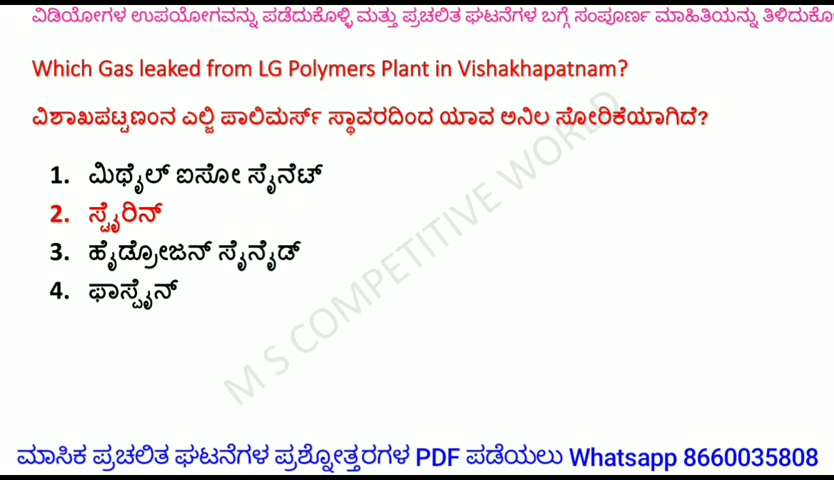 ವಿಡಿಯೋಗಳ ಉಪಯೋಗವನ್ನು ಪಡೆದುಕೊಳ್ಳಿ ಮತ್ತು ಪ್ರಚಲಿತ ಘಟನೆಗಳ ಬಗ್ಗೆ ಸಂಪೂರ್ಣ ಮಾಹಿತಿಯನ್ನು ತಿಳಿದುಕೊ
Which Gas leaked from LG Polymers Plant in Vishakhapatnam?
ವಿಶಾಖಪಟ್ಟಣಂನ ಎಲ್ಜಿ ಪಾಲಿಮರ್ಸ್ ಸ್ಥಾವರದಿಂದ ಯಾವ ಅನಿಲ ಸೋರಿಕೆಯಾಗಿದೆ?
1. ಮಿಥೈಲ್ ಐಸೋ ಸೈನೆಟ್
2. ಸ್ಟೈರಿನ್
3. ಹೈಡ್ರೋಜನ್ ಸೈನೈಡ್
4. ಫಾಸ್ಪೈನ್
M S COMPETITIVE WORLD
ಮಾಸಿಕ ಪ್ರಚಲಿತ ಘಟನೆಗಳ ಪ್ರಶ್ನೋತ್ತರಗಳ PDF ಪಡೆಯಲು Whatsapp 8660035808